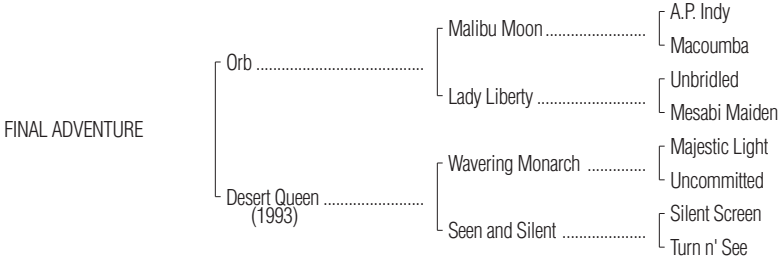 A.P. Indy
Malibu Moon ........................
Macoumba
Orb ........................................
Unbridled
Lady Liberty ..........................
Mesabi Maiden
FINAL ADVENTURE
Majestic Light
Wavering Monarch ..............
Uncommitted
Desert Queen ........................
(1993)
Silent Screen
Seen and Silent ....................
Turn n' See